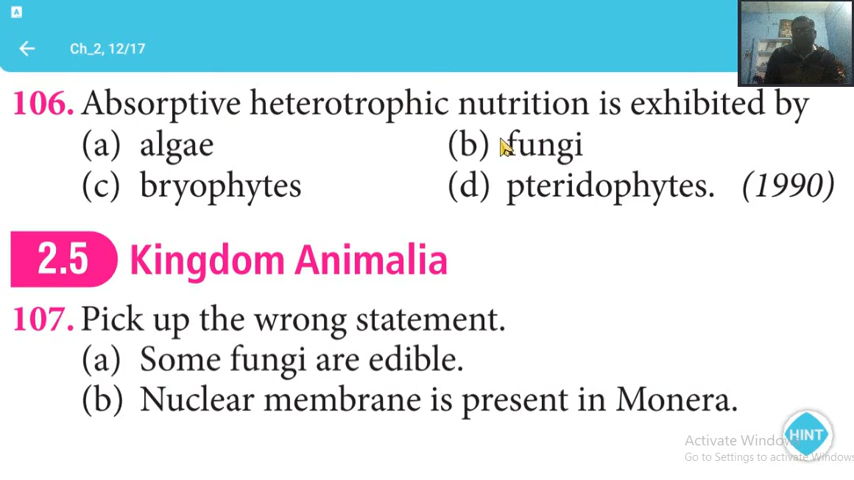 A
Ch_2, 12/17
106. Absorptive heterotrophic nutrition is exhibited by
(a) algae (b) fungi
(c) bryophytes (d) pteridophytes. (1990)
2.5 Kingdom Animalia
107. Pick up the wrong statement.
(a) Some fungi are edible.
(b) Nuclear membrane is present in Monera.
HINT
Activate Windo
Go to Settings to activate Windows